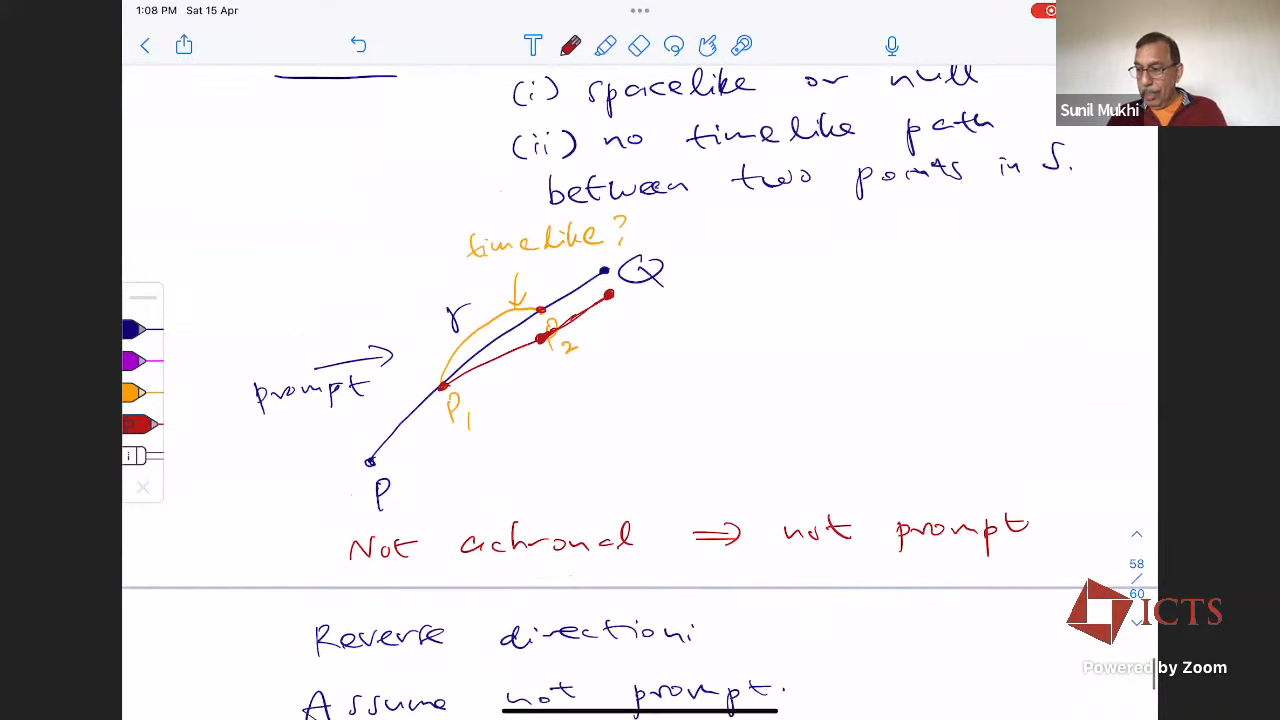 1:08 PM Sat 15 Apr
Sunil Mukhi
(i) spacelike or null
(ii) no timelike path
between two points in S.
timelike?
Q
γ
P2
prompt
P1
P
Not achronal ⇒ not prompt
58
/
60
ICTS
Reverse direction:
Powered by Zoom
Assume not prompt.